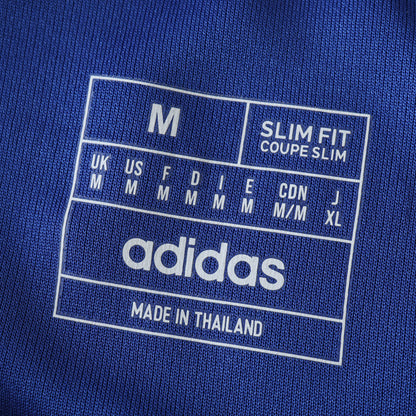 M
SLIM FIT
COUPE SLIM
UK US F D I E CDN J
M M M M M M M/M XL
adidas
MADE IN THAILAND